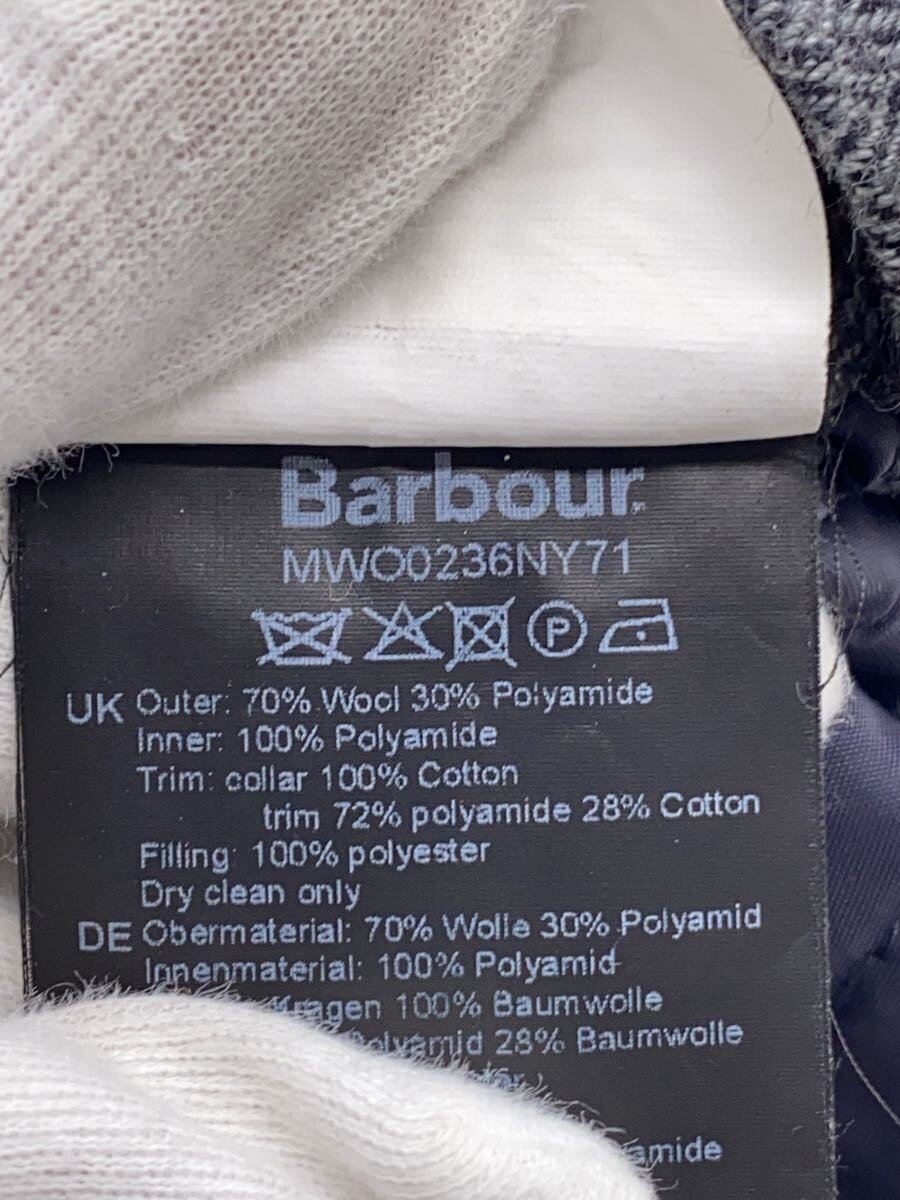 Barbour
MWO0236NY71
P
UK Outer: 70% Wool 30% Polyamide
Inner: 100% Polyamide
Trim: collar 100% Cotton
trim 72% polyamide 28% Cotton
Filling: 100% polyester
Dry clean only
DE Obermaterial: 70% Wolle 30% Polyamid
Innenmaterial: 100% Polyamid
Kragen 100% Baumwolle
Polyamid 28% Baumwolle